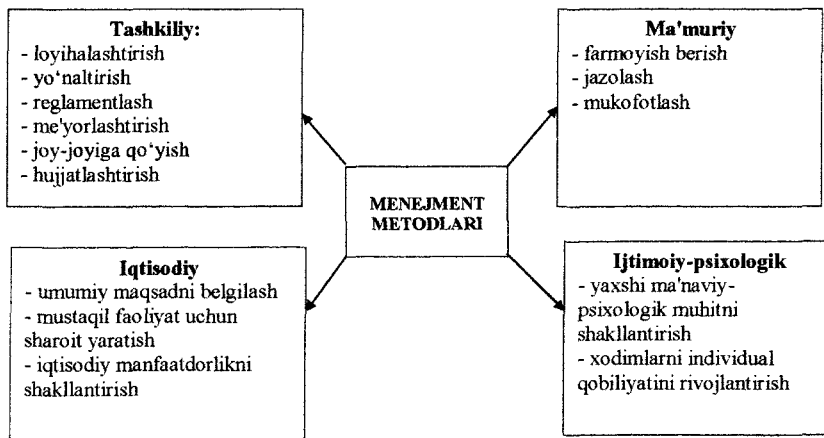 Tashkiliy:
- loyihalashtirish
- yo‘naltirish
- reglamentlash
- me'yorlashtirish
- joy-joyiga qo‘yish
- hujjatlashtirish
Ma'muriy
- farmoyish berish
- jazolash
- mukofotlash
MENEJMENT
METODLARI
Iqtisodiy
- umumiy maqsadni belgilash
- mustaqil faoliyat uchun
sharoit yaratish
- iqtisodiy manfaatdorlikni
shakllantirish
Ijtimoiy-psixologik
- yaxshi ma'naviy-
psixologik muhitni
shakllantirish
- xodimlarni individual
qobiliyatini rivojlantirish